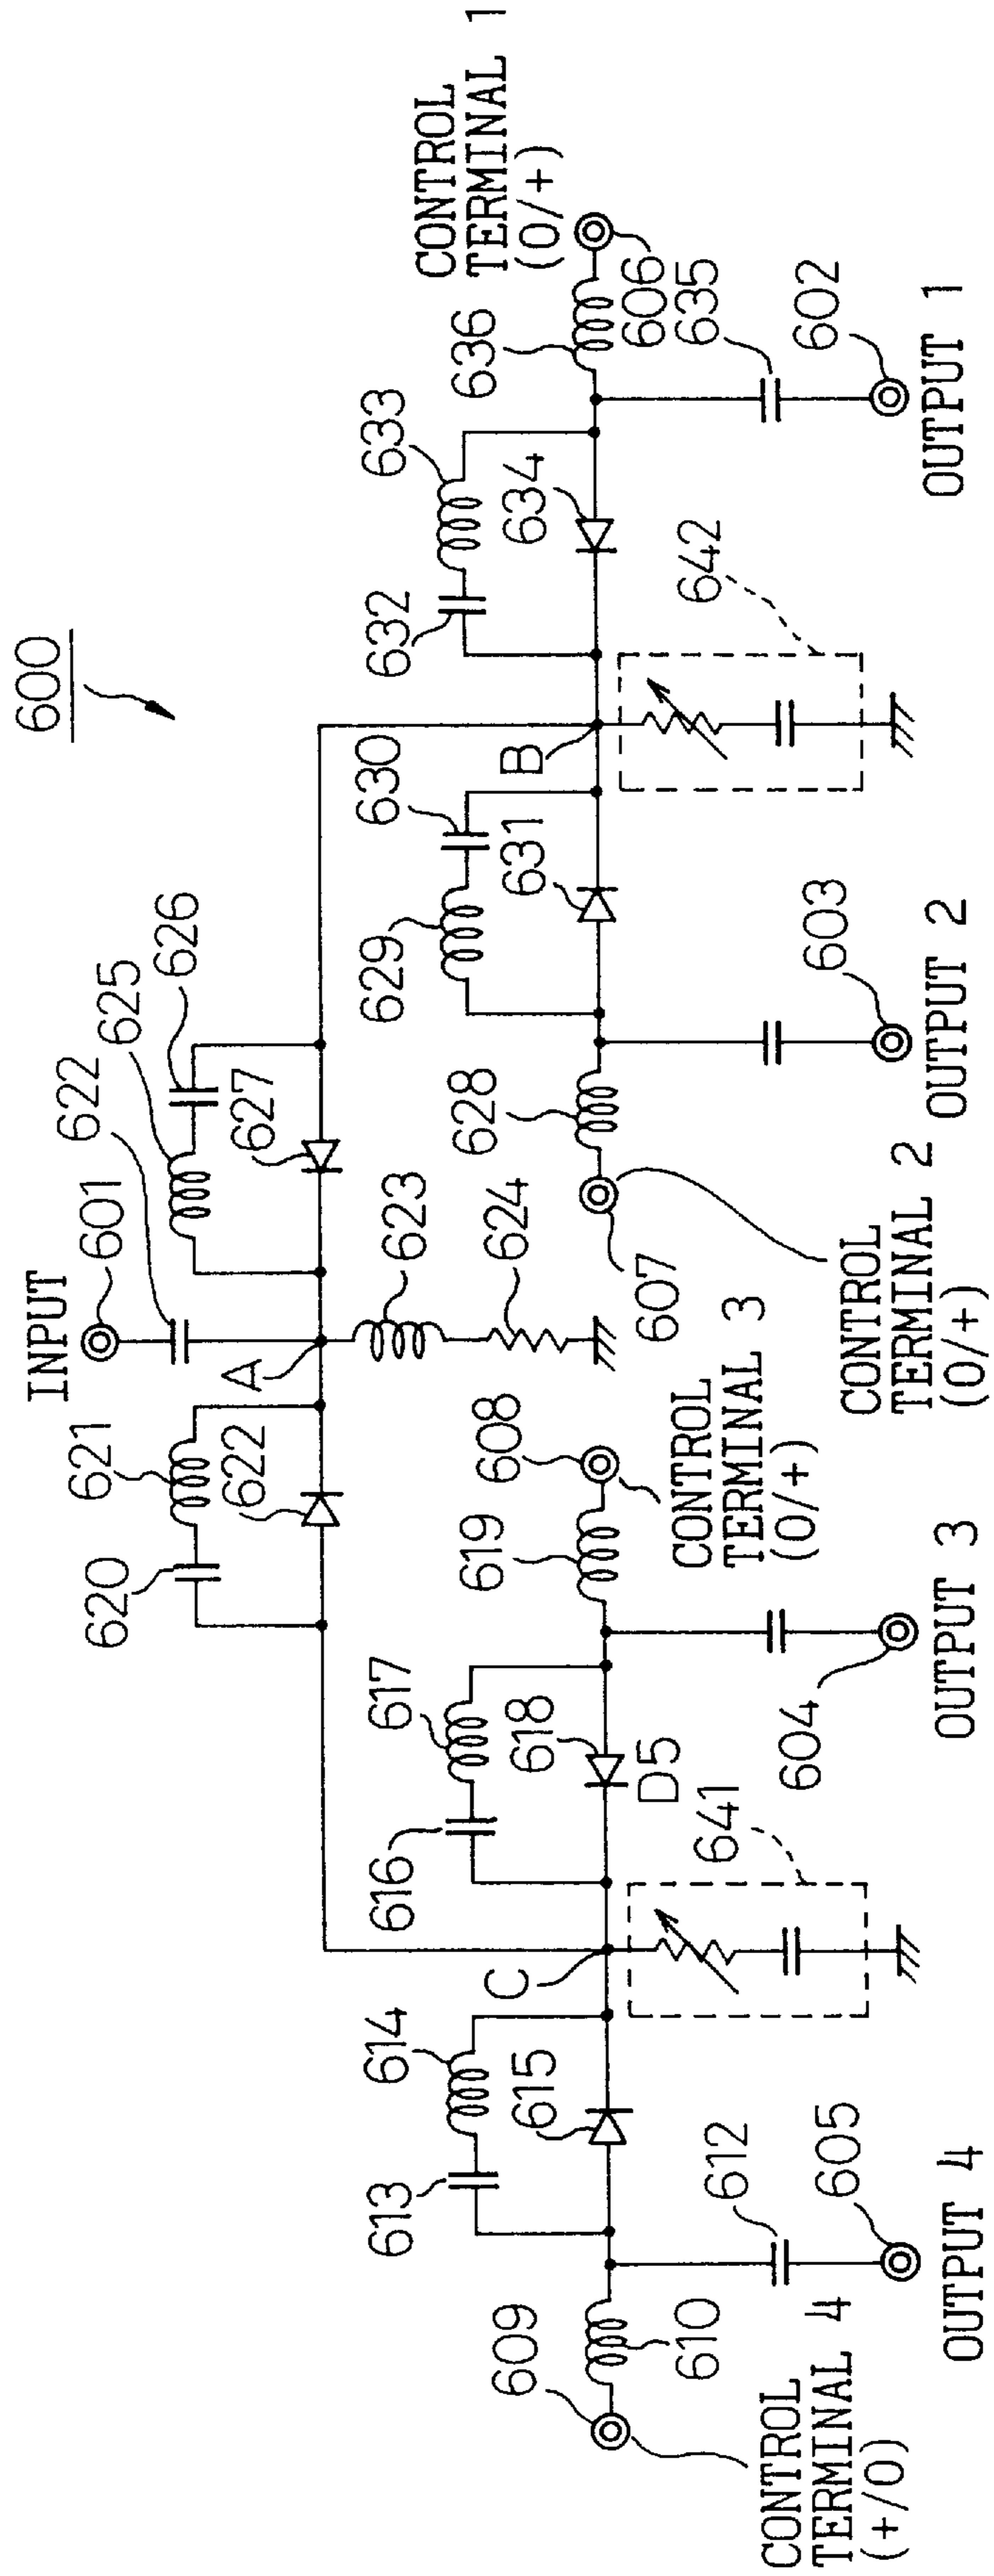 600
INPUT
601
622
625
626
627
620
621
622
A
623
624
CONTROL
TERMINAL 1
(0/+)
606
636
633
632
634
635
602
OUTPUT 1
642
B
630
629
631
628
603
OUTPUT 2
607
CONTROL
TERMINAL 2
(0/+)
608
CONTROL
TERMINAL 3
(0/+)
619
617
616
618
D5
604
OUTPUT 3
641
C
614
613
615
612
605
OUTPUT 4
610
609
CONTROL
TERMINAL 4
(+/0)